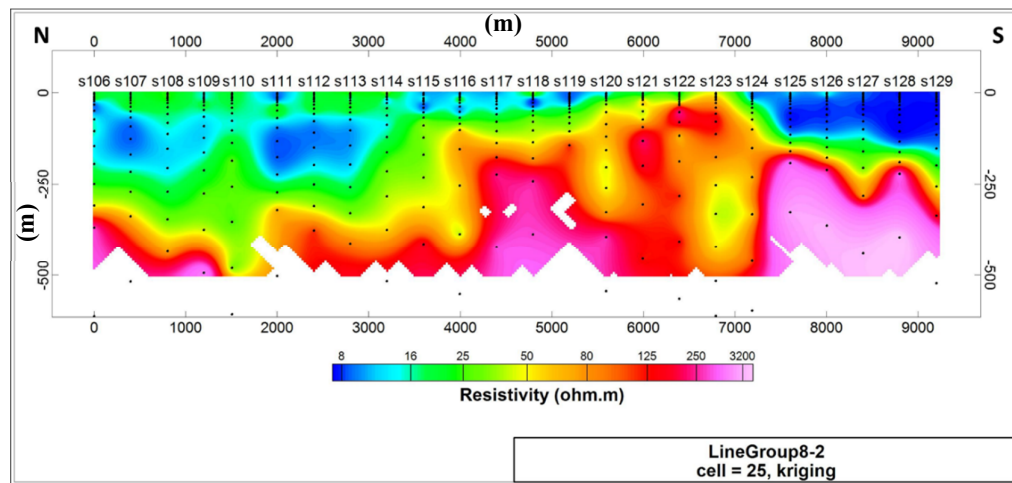 N (m) S
0 1000 2000 3000 4000 5000 6000 7000 8000 9000
s106 s107 s108 s109 s110 s111 s112 s113 s114 s115 s116 s117 s118 s119 s120 s121 s122 s123 s124 s125 s126 s127 s128 s129
0 0
-250 -250
(m)
-500 -500
0 1000 2000 3000 4000 5000 6000 7000 8000 9000
8 16 25 50 80 125 250 3200
Resistivity (ohm.m)
LineGroup8-2
cell = 25, kriging